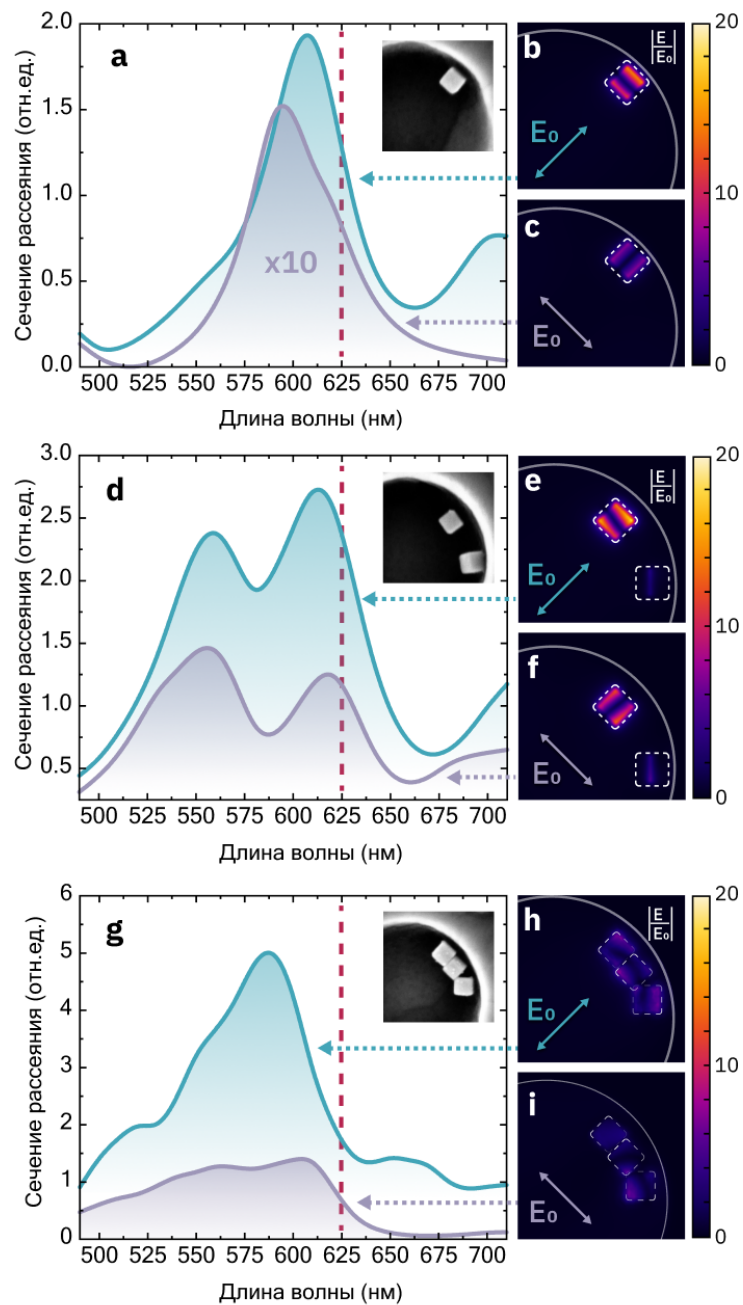 a
Сечение рассеяния (отн.ед.)
2.0
1.5
1.0
0.5
0.0
x10
500 525 550 575 600 625 650 675 700
Длина волны (нм)
b
|E/E₀|
E₀
c
E₀
20
10
0
d
Сечение рассеяния (отн.ед.)
3.0
2.5
2.0
1.5
1.0
0.5
500 525 550 575 600 625 650 675 700
Длина волны (нм)
e
|E/E₀|
E₀
f
E₀
20
10
0
g
Сечение рассеяния (отн.ед.)
6
5
4
3
2
1
0
500 525 550 575 600 625 650 675 700
Длина волны (нм)
h
|E/E₀|
E₀
i
E₀
20
10
0